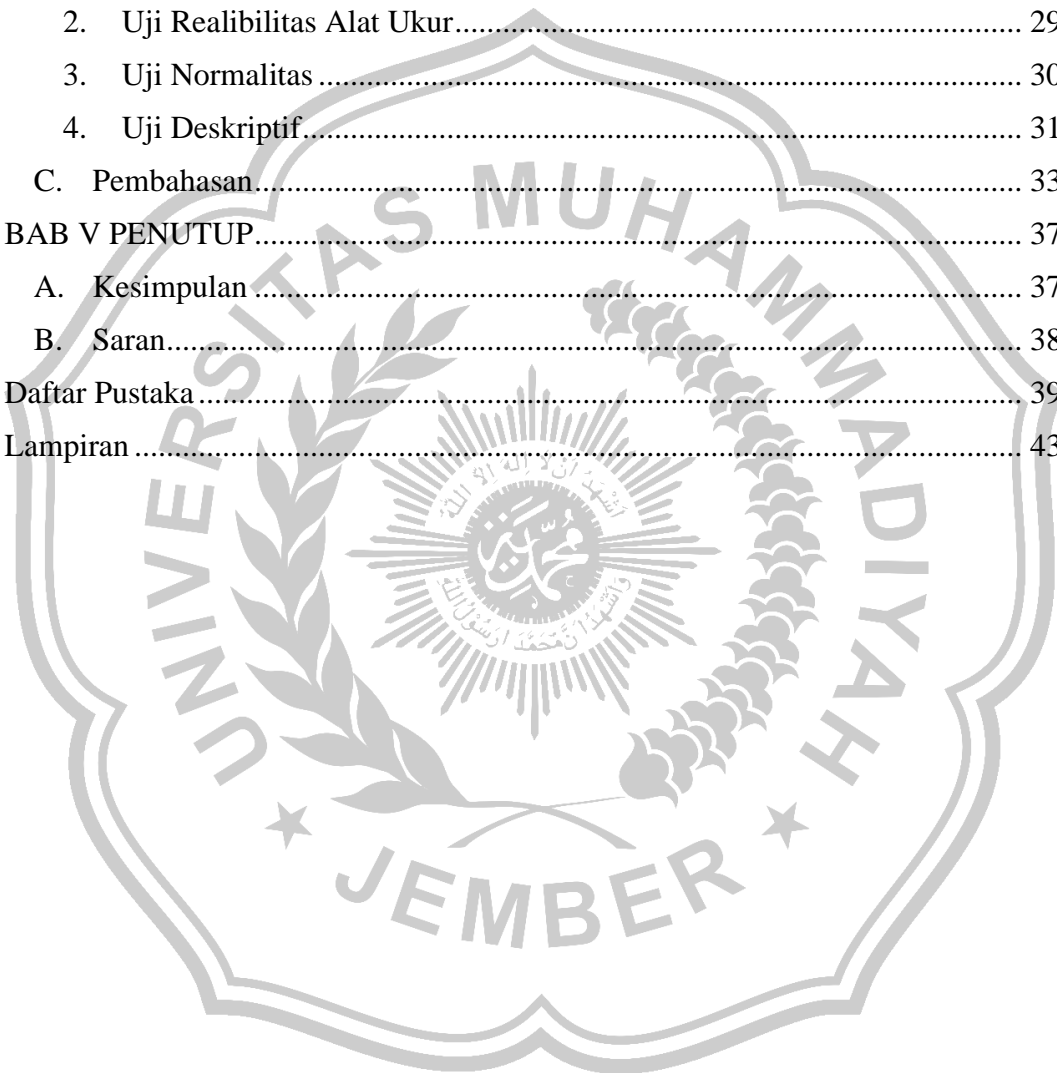 2. Uji Realibilitas Alat Ukur........................................................................... 29
3. Uji Normalitas ............................................................................................ 30
4. Uji Deskriptif.............................................................................................. 31
C. Pembahasan ................................................................................................... 33
BAB V PENUTUP................................................................................................. 37
A. Kesimpulan .................................................................................................... 37
B. Saran............................................................................................................... 38
Daftar Pustaka ....................................................................................................... 39
Lampiran ............................................................................................................... 43
UNIVERSITAS MUHAMMADIYAH
JEMBER